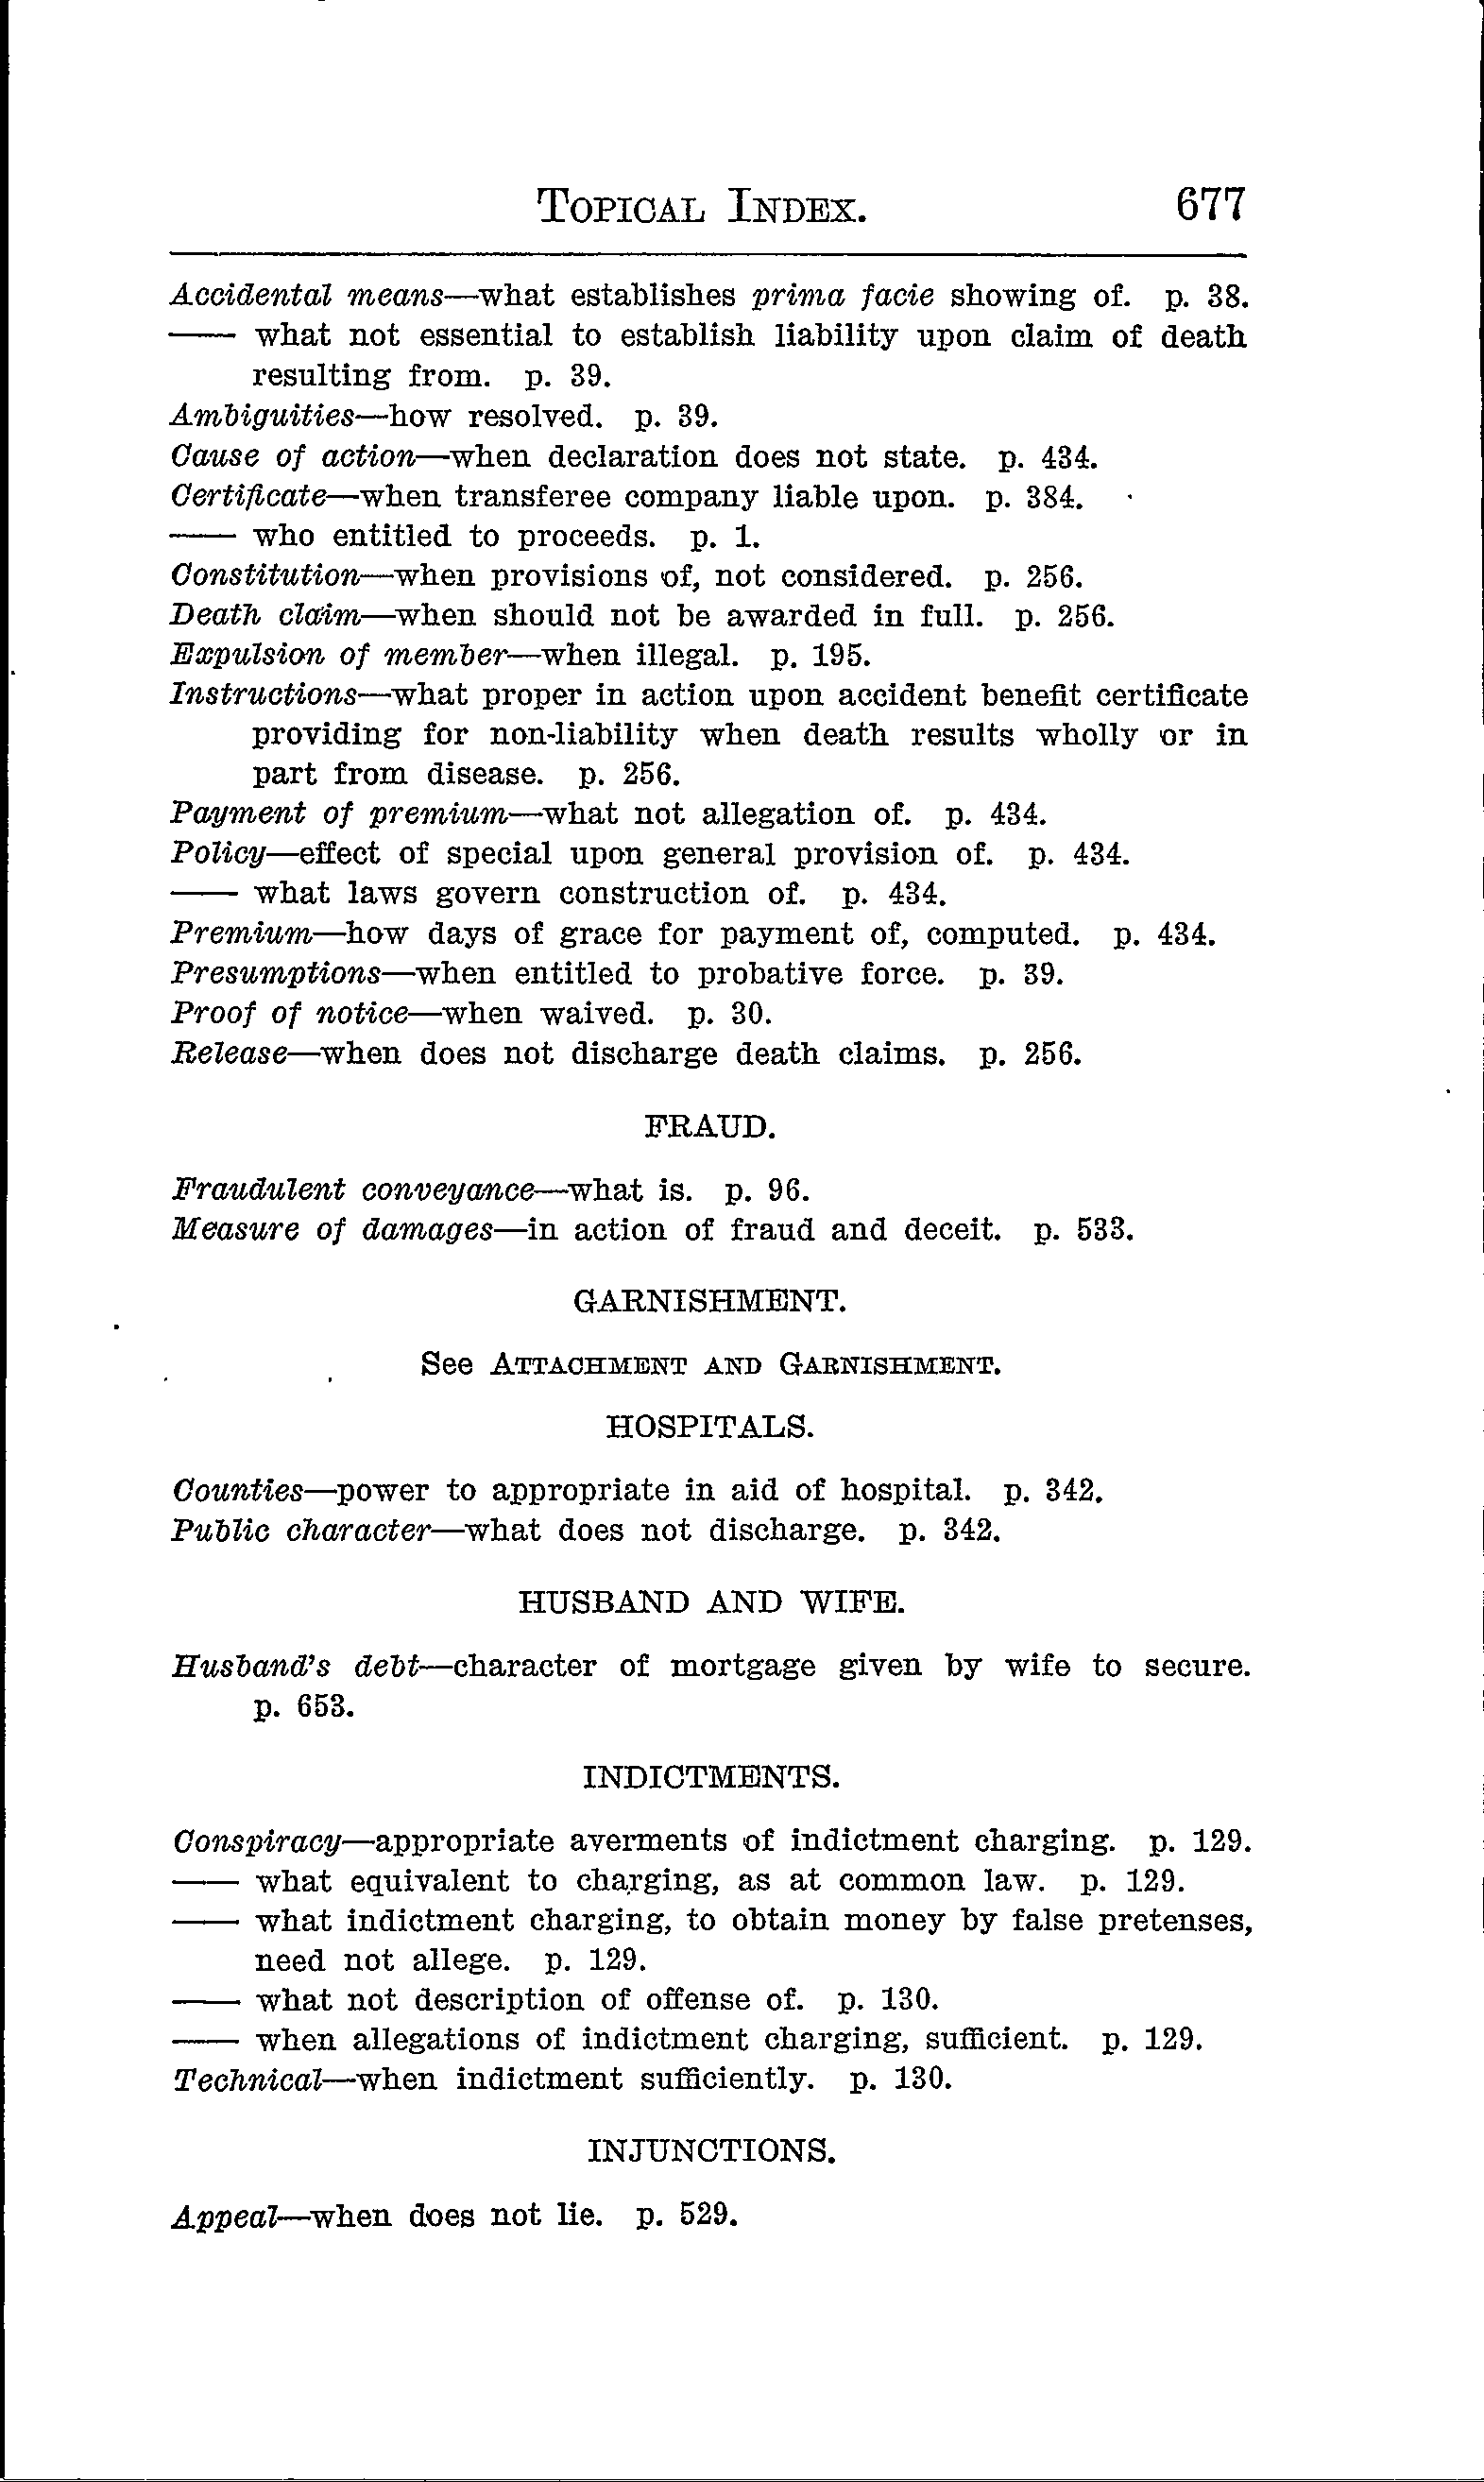 TOPICAL INDEX. 677
Accidental means—what establishes prima facie showing of. p. 38.
—— what not essential to establish liability upon claim of death
resulting from. p. 39.
Ambiguities—how resolved. p. 39.
Cause of action—when declaration does not state. p. 434.
Certificate—when transferee company liable upon. p. 384.
—— who entitled to proceeds. p. 1.
Constitution—when provisions of, not considered. p. 256.
Death claim—when should not be awarded in full. p. 256.
Expulsion of member—when illegal. p. 195.
Instructions—what proper in action upon accident benefit certificate
providing for non-liability when death results wholly or in
part from disease. p. 256.
Payment of premium—what not allegation of. p. 434.
Policy—effect of special upon general provision of. p. 434.
—— what laws govern construction of. p. 434.
Premium—how days of grace for payment of, computed. p. 434.
Presumptions—when entitled to probative force. p. 39.
Proof of notice—when waived. p. 30.
Release—when does not discharge death claims. p. 256.
FRAUD.
Fraudulent conveyance—what is. p. 96.
Measure of damages—in action of fraud and deceit. p. 533.
GARNISHMENT.
See ATTACHMENT AND GARNISHMENT.
HOSPITALS.
Counties—power to appropriate in aid of hospital. p. 342.
Public character—what does not discharge. p. 342.
HUSBAND AND WIFE.
Husband's debt—character of mortgage given by wife to secure.
p. 653.
INDICTMENTS.
Conspiracy—appropriate averments of indictment charging. p. 129.
—— what equivalent to charging, as at common law. p. 129.
—— what indictment charging, to obtain money by false pretenses,
need not allege. p. 129.
—— what not description of offense of. p. 130.
—— when allegations of indictment charging, sufficient. p. 129.
Technical—when indictment sufficiently. p. 130.
INJUNCTIONS.
Appeal—when does not lie. p. 529.